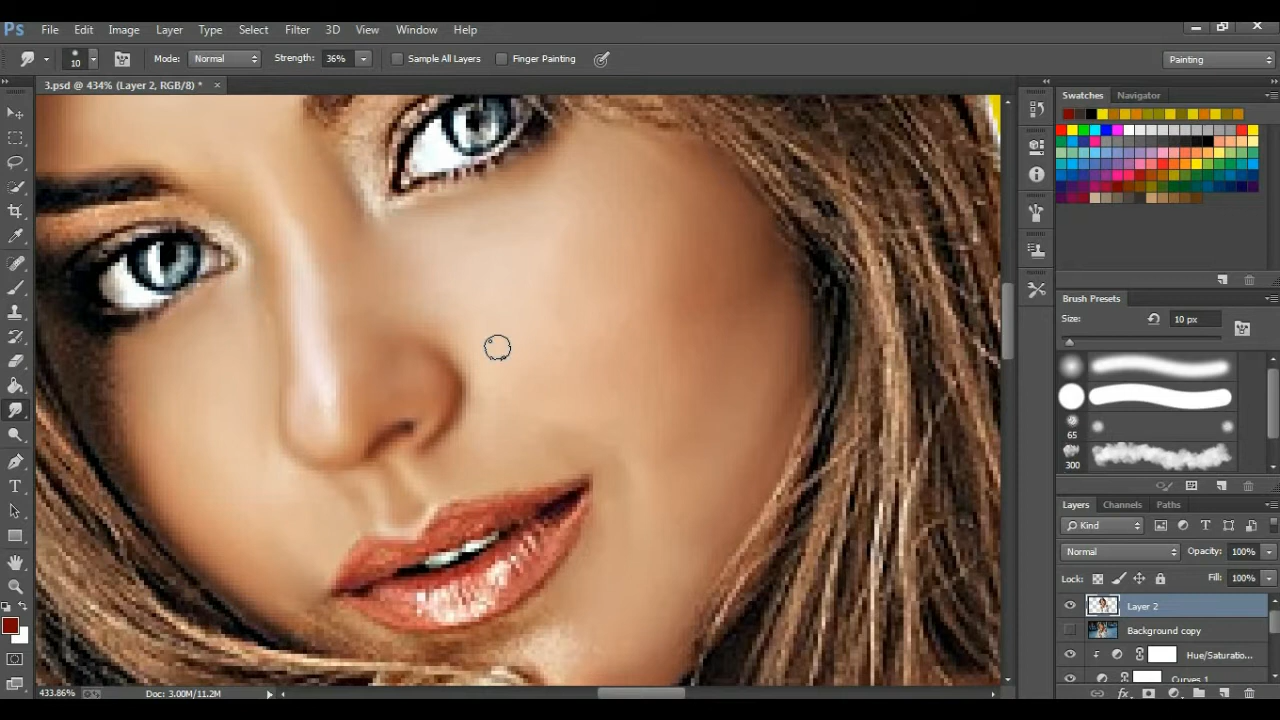 Ps File Edit Image Layer Type Select Filter 3D View Window Help
10 Mode: Normal Strength: 36% Sample All Layers Finger Painting Painting
3.psd @ 434% (Layer 2, RGB/8) * ×
Swatches Navigator
Brush Presets
Size: 10 px
65
300
Layers Channels Paths
Kind
Normal Opacity: 100%
Lock: Fill: 100%
Layer 2
Background copy
Hue/Saturatio...
Curves 1
433.86% Doc: 3.00M/11.2M